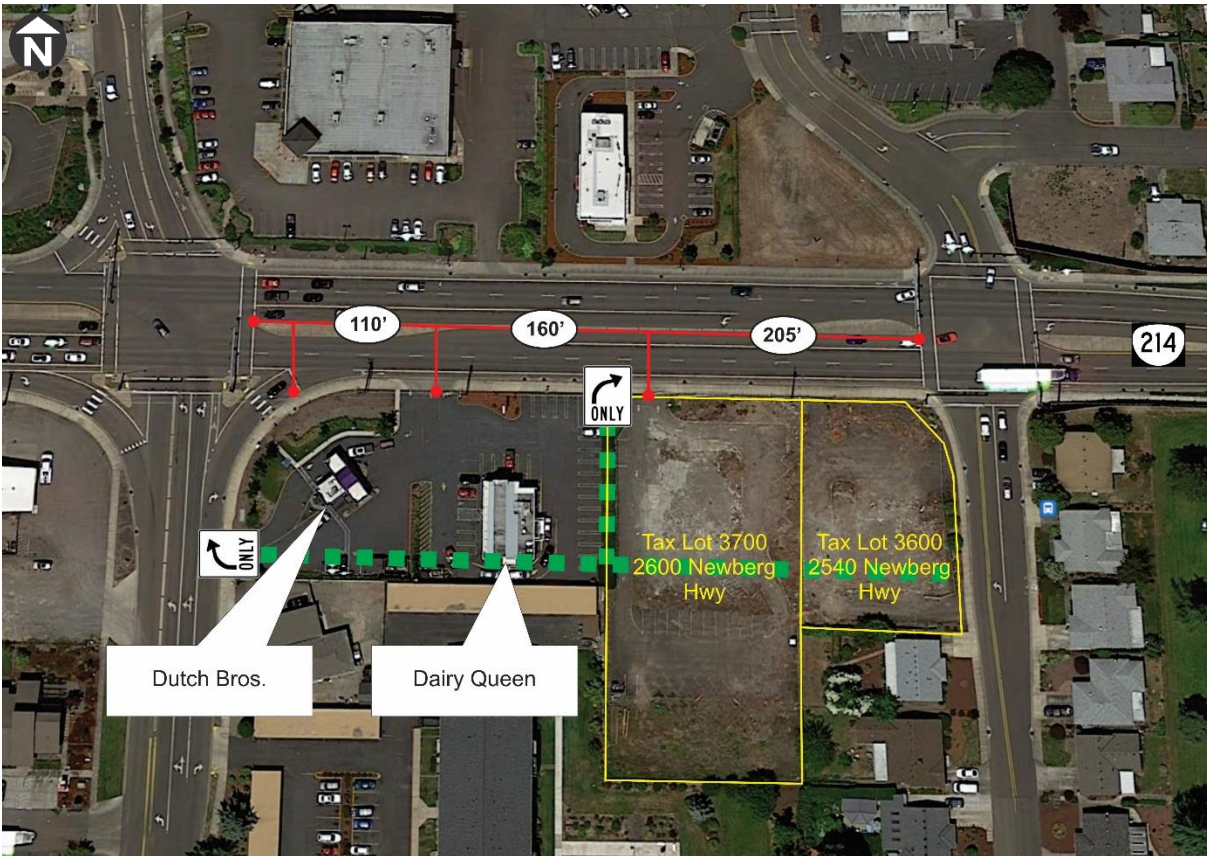 N
110'
160'
205'
214
ONLY
Tax Lot 3700
2600 Newberg
Hwy
Tax Lot 3600
2540 Newberg
Hwy
ONLY
Dutch Bros.
Dairy Queen